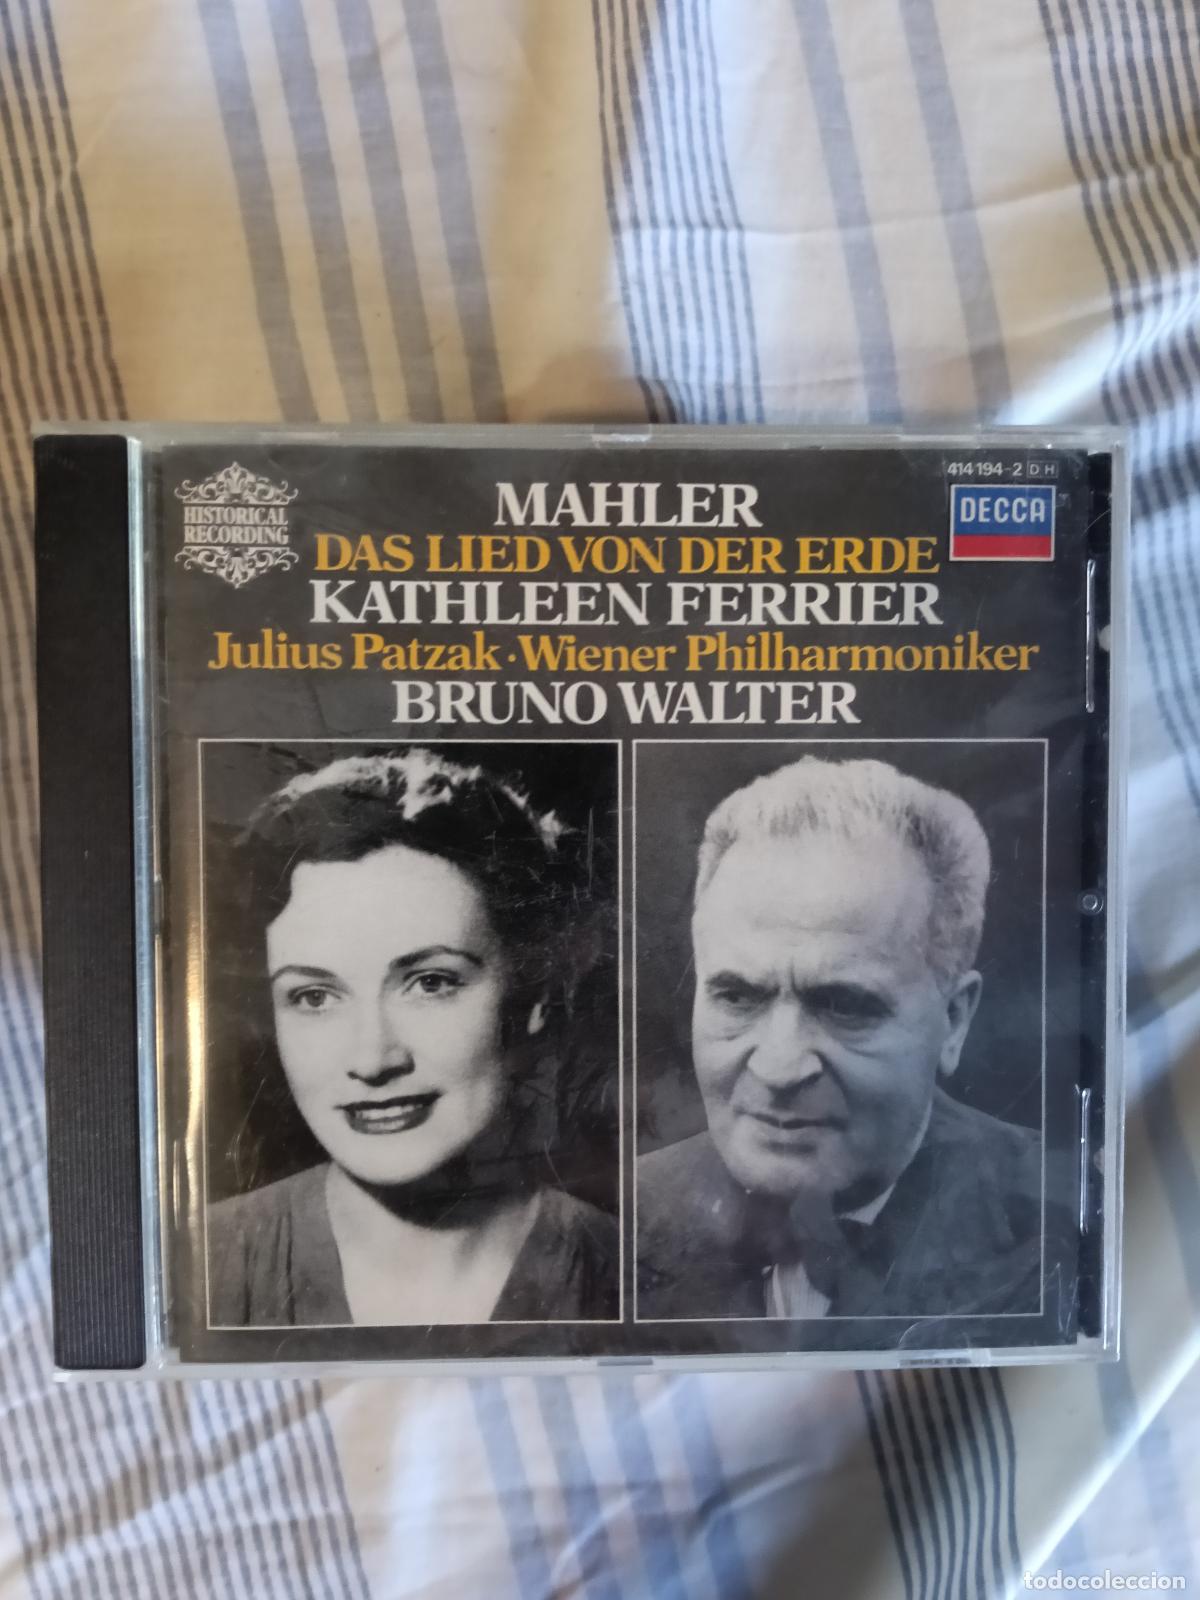 414 194-2 DH
HISTORICAL
RECORDING
DECCA
MAHLER
DAS LIED VON DER ERDE
KATHLEEN FERRIER
Julius Patzak · Wiener Philharmoniker
BRUNO WALTER
todocoleccion